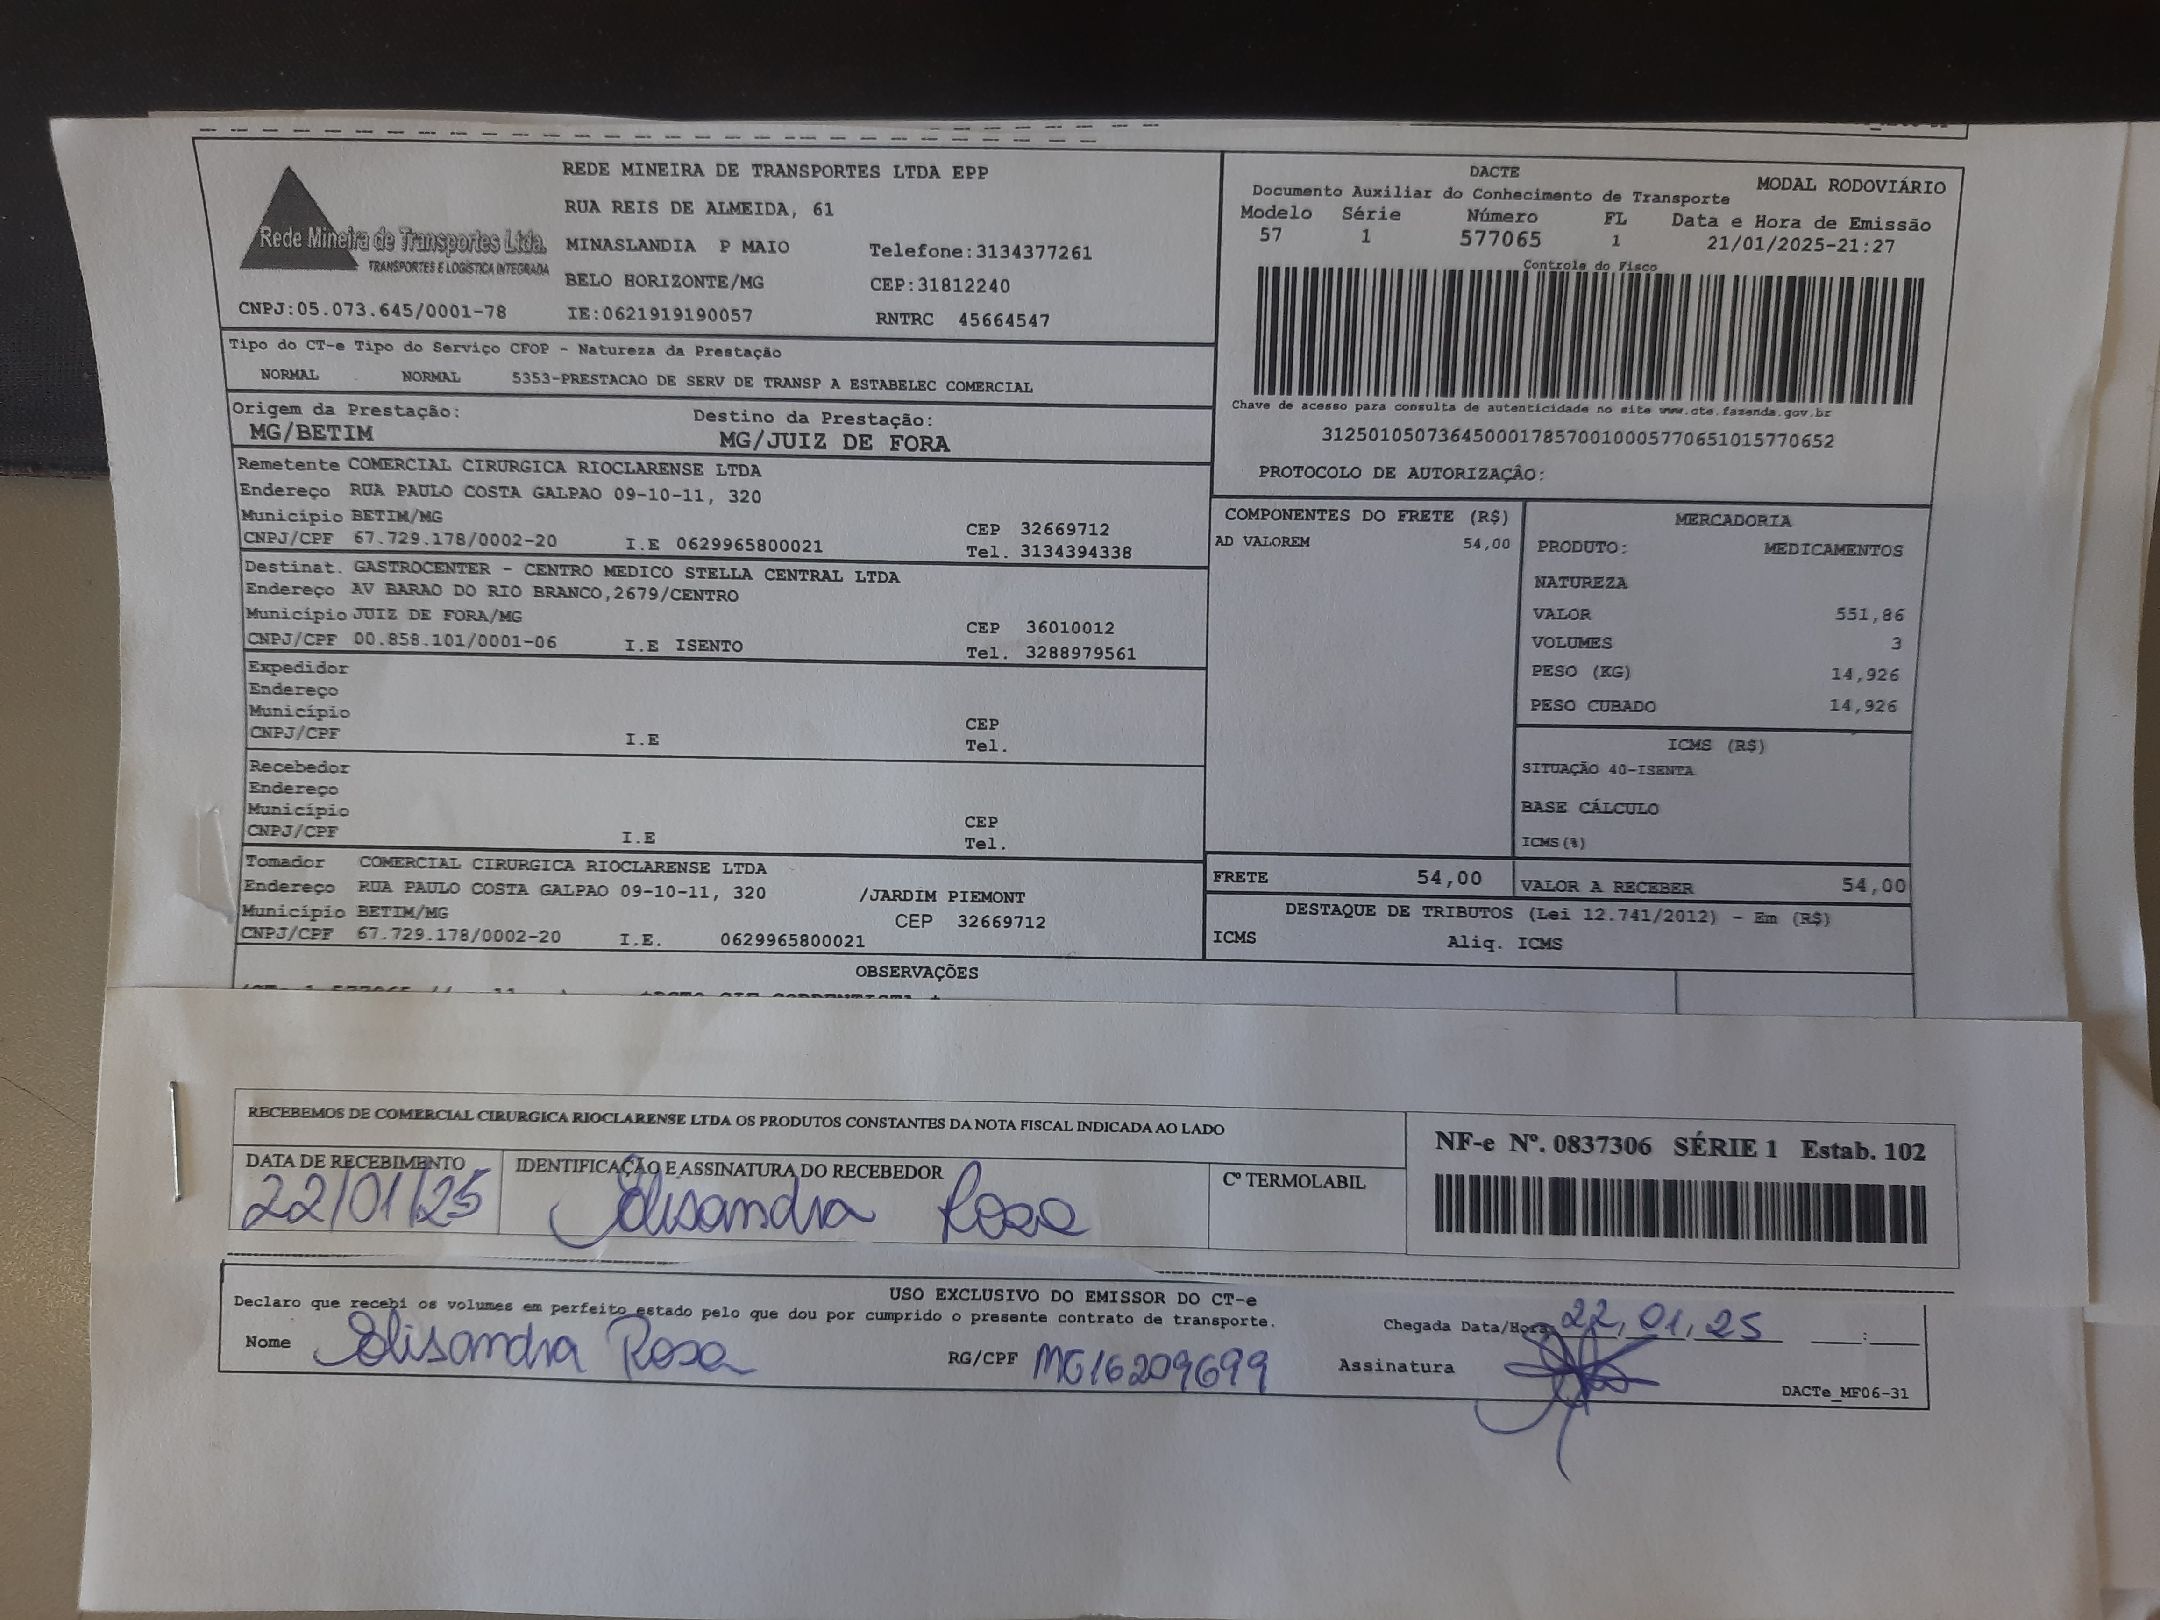 REDE MINEIRA DE TRANSPORTES LTDA EPP
RUA REIS DE ALMEIDA, 61
MINASLANDIA P MAIO Telefone:3134377261
BELO HORIZONTE/MG CEP:31812240
Rede Mineira de Transportes Ltda.
TRANSPORTES E LOGÍSTICA INTEGRADA
CNPJ:05.073.645/0001-78 IE:0621919190057 RNTRC 45664547
DACTE
Documento Auxiliar do Conhecimento de Transporte MODAL RODOVIÁRIO
Modelo Série Número FL Data e Hora de Emissão
57 1 577065 1 21/01/2025-21:27
Controle do Fisco
Chave de acesso para consulta de autenticidade no site www.cte.fazenda.gov.br
31250105073645000178570010005770651015770652
PROTOCOLO DE AUTORIZAÇÃO:
Tipo do CT-e Tipo do Serviço CFOP - Natureza da Prestação
NORMAL NORMAL 5353-PRESTACAO DE SERV DE TRANSP A ESTABELEC COMERCIAL
Origem da Prestação: Destino da Prestação:
MG/BETIM MG/JUIZ DE FORA
Remetente COMERCIAL CIRURGICA RIOCLARENSE LTDA
Endereço RUA PAULO COSTA GALPAO 09-10-11, 320
Município BETIM/MG CEP 32669712
CNPJ/CPF 67.729.178/0002-20 I.E 0629965800021 Tel. 3134394338
Destinat. GASTROCENTER - CENTRO MEDICO STELLA CENTRAL LTDA
Endereço AV BARAO DO RIO BRANCO,2679/CENTRO
Município JUIZ DE FORA/MG CEP 36010012
CNPJ/CPF 00.858.101/0001-06 I.E ISENTO Tel. 3288979561
Expedidor
Endereço
Município CEP
CNPJ/CPF I.E Tel.
Recebedor
Endereço
Município CEP
CNPJ/CPF I.E Tel.
Tomador COMERCIAL CIRURGICA RIOCLARENSE LTDA
Endereço RUA PAULO COSTA GALPAO 09-10-11, 320 /JARDIM PIEMONT
Município BETIM/MG CEP 32669712
CNPJ/CPF 67.729.178/0002-20 I.E. 0629965800021
COMPONENTES DO FRETE (R$)
AD VALOREM 54,00
MERCADORIA
PRODUTO: MEDICAMENTOS
NATUREZA
VALOR 551,86
VOLUMES 3
PESO (KG) 14,926
PESO CUBADO 14,926
ICMS (R$)
SITUAÇÃO 40-ISENTA
BASE CÁLCULO
ICMS(%)
FRETE 54,00 VALOR A RECEBER 54,00
DESTAQUE DE TRIBUTOS (Lei 12.741/2012) - Em (R$)
ICMS Aliq. ICMS
OBSERVAÇÕES
RECEBEMOS DE COMERCIAL CIRURGICA RIOCLARENSE LTDA OS PRODUTOS CONSTANTES DA NOTA FISCAL INDICADA AO LADO
NF-e Nº. 0837306 SÉRIE 1 Estab. 102
DATA DE RECEBIMENTO IDENTIFICAÇÃO E ASSINATURA DO RECEBEDOR Cº TERMOLABIL
22/01/25 Elisandra Rosa
USO EXCLUSIVO DO EMISSOR DO CT-e
Declaro que recebi os volumes em perfeito estado pelo que dou por cumprido o presente contrato de transporte.
Chegada Data/Hora 22,01,25 :
Nome Elisandra Rosa RG/CPF MG16209699 Assinatura
DACTe_MF06-31